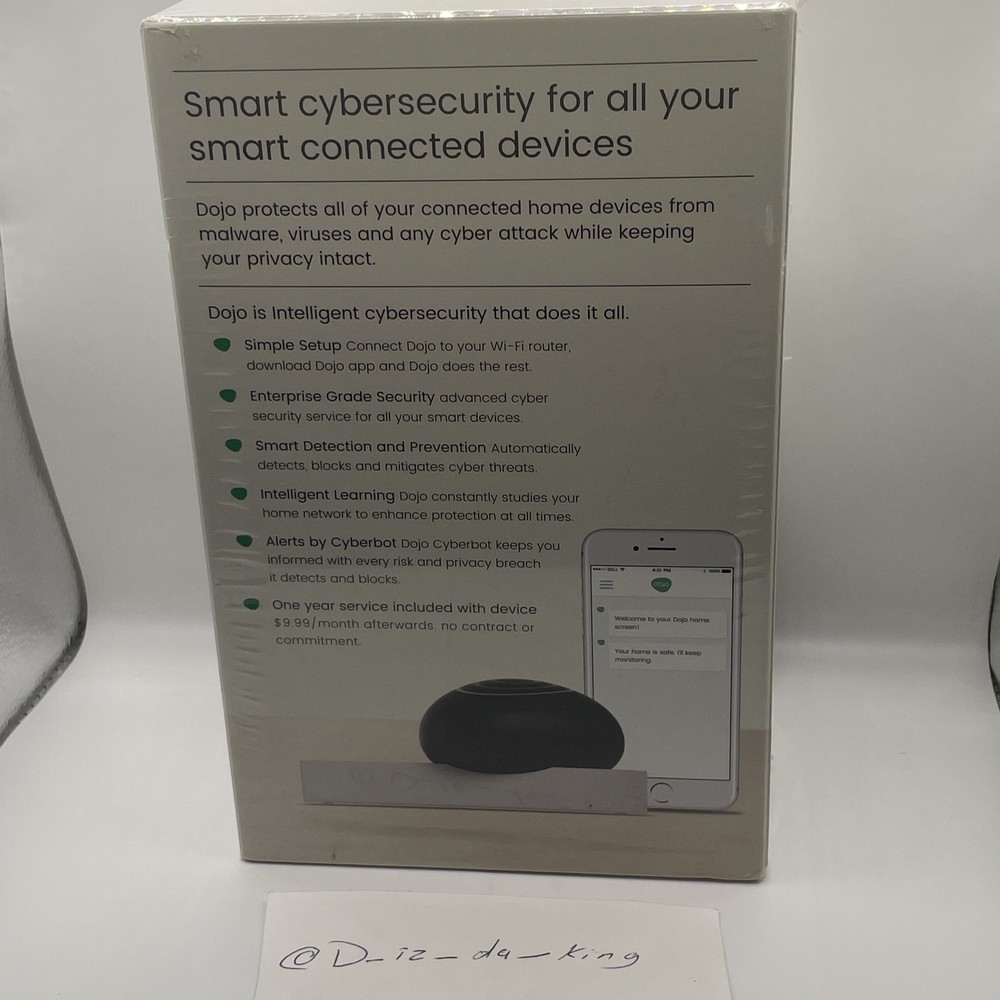 Smart cybersecurity for all your
smart connected devices
Dojo protects all of your connected home devices from
malware, viruses and any cyber attack while keeping
your privacy intact.
Dojo is Intelligent cybersecurity that does it all.
Simple Setup Connect Dojo to your Wi-Fi router,
download Dojo app and Dojo does the rest.
Enterprise Grade Security advanced cyber
security service for all your smart devices.
Smart Detection and Prevention Automatically
detects, blocks and mitigates cyber threats.
Intelligent Learning Dojo constantly studies your
home network to enhance protection at all times.
Alerts by Cyberbot Dojo Cyberbot keeps you
informed with every risk and privacy breach
it detects and blocks.
One year service included with device
$9.99/month afterwards. no contract or
commitment.
BELL 4:21 PM 100%
dojo
Welcome to your Dojo home
screen!
Your home is safe. I'll keep
monitoring.
@D_iz_da_king